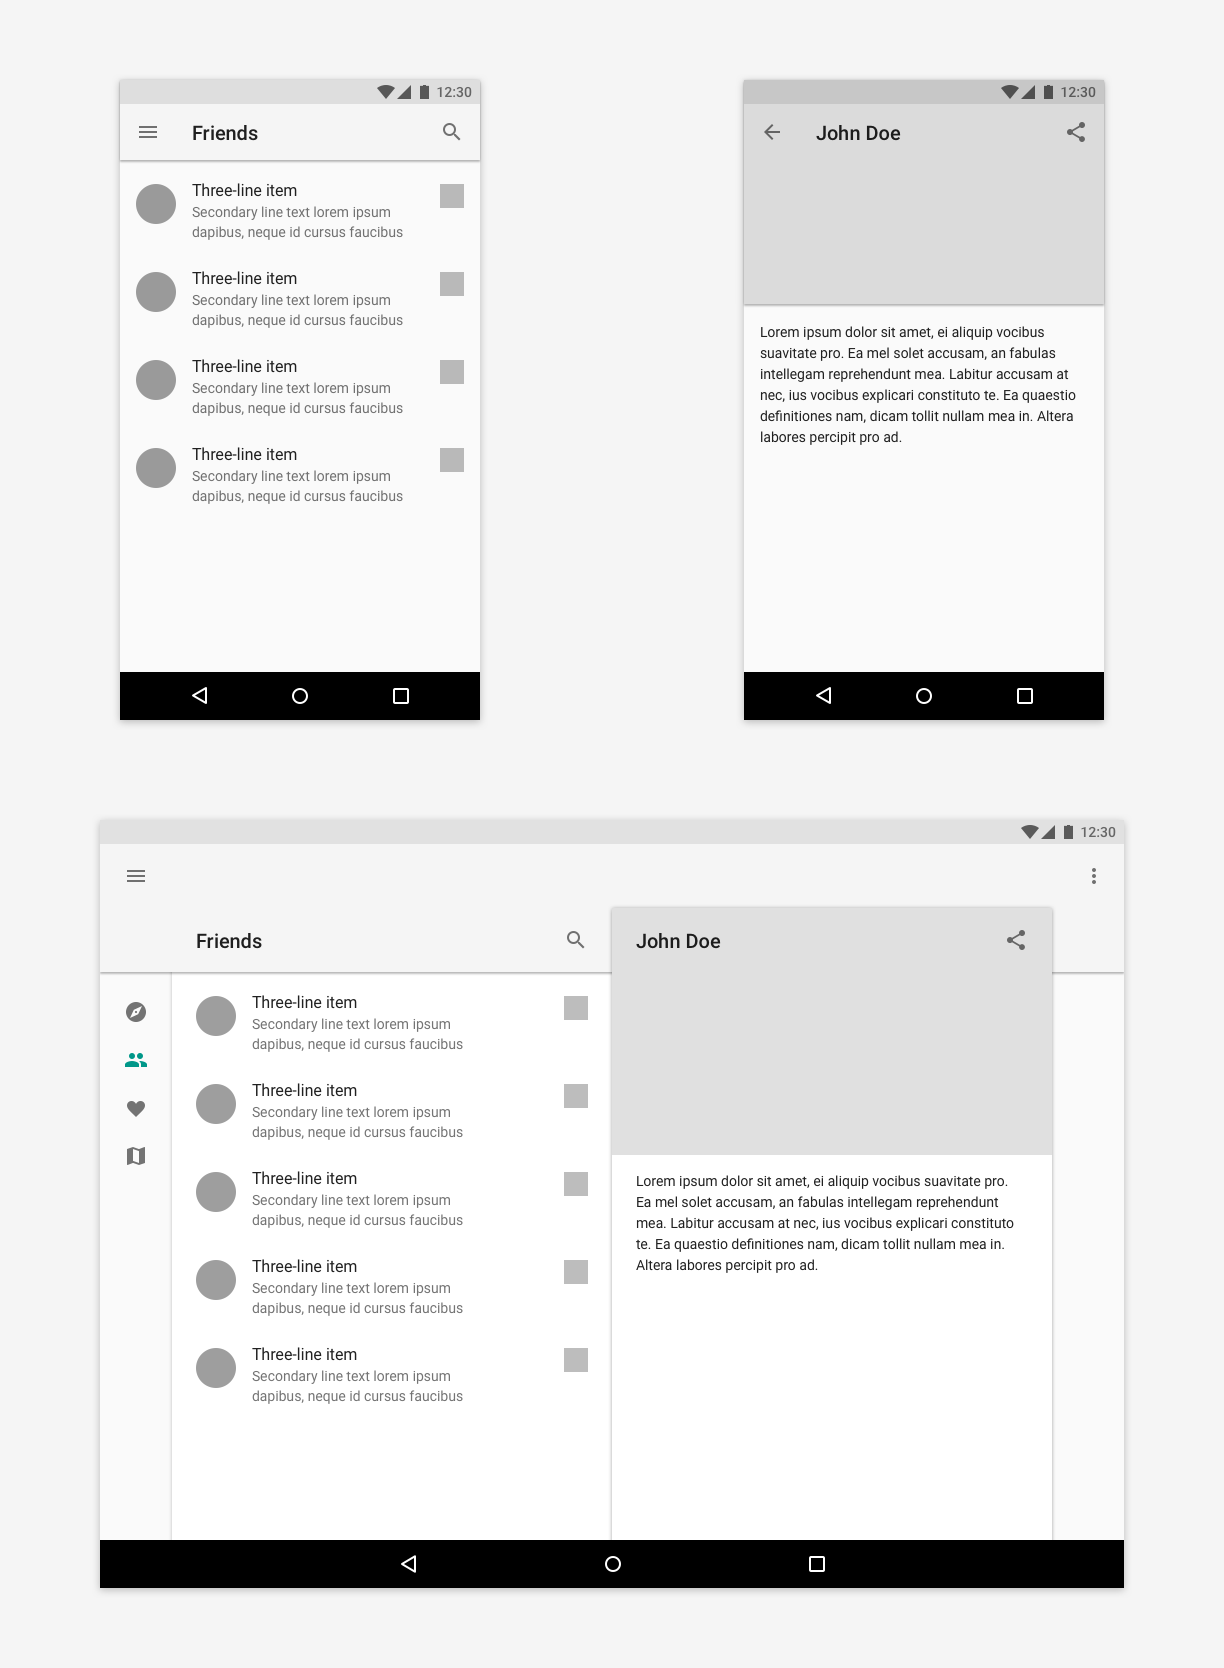 12:30
Friends
Three-line item
Secondary line text lorem ipsum
dapibus, neque id cursus faucibus
Three-line item
Secondary line text lorem ipsum
dapibus, neque id cursus faucibus
Three-line item
Secondary line text lorem ipsum
dapibus, neque id cursus faucibus
Three-line item
Secondary line text lorem ipsum
dapibus, neque id cursus faucibus
12:30
John Doe
Lorem ipsum dolor sit amet, ei aliquip vocibus
suavitate pro. Ea mel solet accusam, an fabulas
intellegam reprehendunt mea. Labitur accusam at
nec, ius vocibus explicari constituto te. Ea quaestio
definitiones nam, dicam tollit nullam mea in. Altera
labores percipit pro ad.
12:30
Friends
Three-line item
Secondary line text lorem ipsum
dapibus, neque id cursus faucibus
Three-line item
Secondary line text lorem ipsum
dapibus, neque id cursus faucibus
Three-line item
Secondary line text lorem ipsum
dapibus, neque id cursus faucibus
Three-line item
Secondary line text lorem ipsum
dapibus, neque id cursus faucibus
Three-line item
Secondary line text lorem ipsum
dapibus, neque id cursus faucibus
John Doe
Lorem ipsum dolor sit amet, ei aliquip vocibus suavitate pro.
Ea mel solet accusam, an fabulas intellegam reprehendunt
mea. Labitur accusam at nec, ius vocibus explicari constituto
te. Ea quaestio definitiones nam, dicam tollit nullam mea in.
Altera labores percipit pro ad.